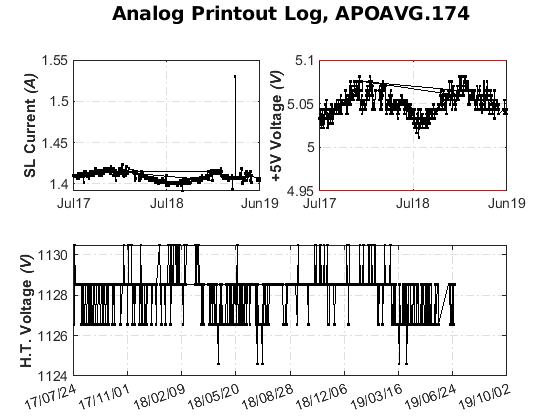 Analog Printout Log, APOAVG.174
SL Current (A)
1.55
1.5
1.45
1.4
Jul17 Jul18 Jun19
+5V Voltage (V)
5.1
5.05
5
4.95
Jul17 Jul18 Jun19
H.T. Voltage (V)
1130
1128
1126
1124
17/07/24 17/11/01 18/02/09 18/05/20 18/08/28 18/12/06 19/03/16 19/06/24 19/10/02